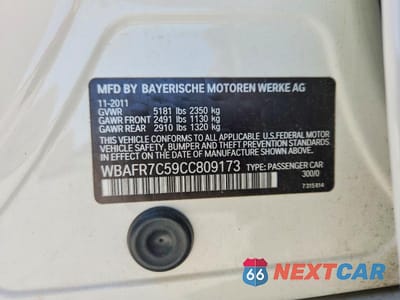 MFD BY BAYERISCHE MOTOREN WERKE AG
11-2011
GVWR 5181 lbs 2350 kg
GAWR FRONT 2491 lbs 1130 kg
GAWR REAR 2910 lbs 1320 kg
THIS VEHICLE CONFORMS TO ALL APPLICABLE U.S.FEDERAL MOTOR
VEHICLE SAFETY, BUMPER AND THEFT PREVENTION STANDARDS IN
EFFECT ON THE DATE OF MANUFACTURE SHOWN ABOVE.
WBAFR7C59CC809173 TYPE: PASSENGER CAR
300/0
7315814
66 NEXTCAR